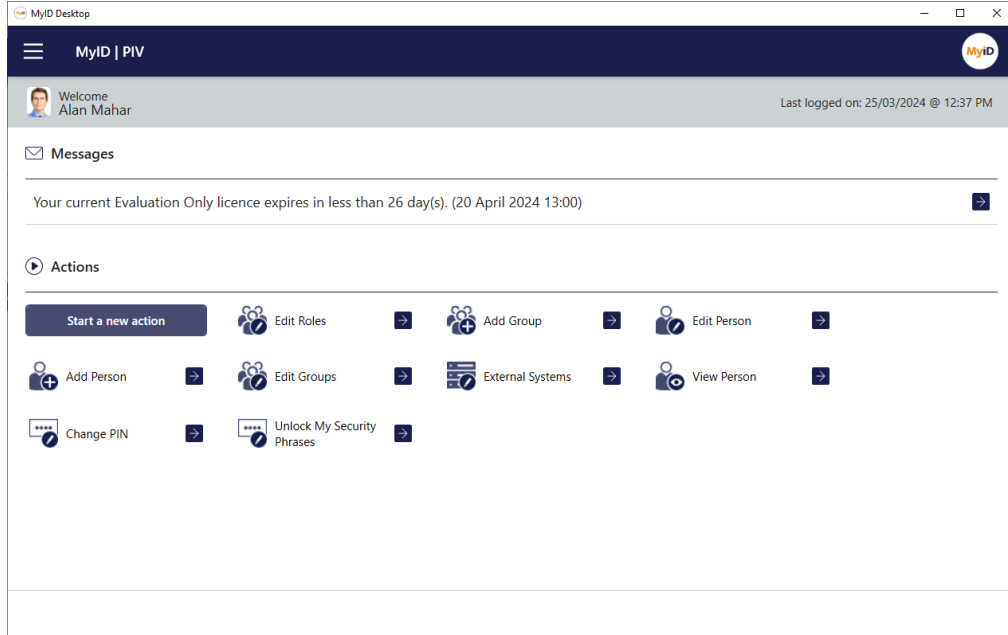 MyID Desktop
MyID | PIV
MyiD
Welcome
Alan Mahar
Last logged on: 25/03/2024 @ 12:37 PM
Messages
Your current Evaluation Only licence expires in less than 26 day(s). (20 April 2024 13:00)
Actions
Start a new action
Edit Roles
Add Group
Edit Person
Add Person
Edit Groups
External Systems
View Person
Change PIN
Unlock My Security
Phrases